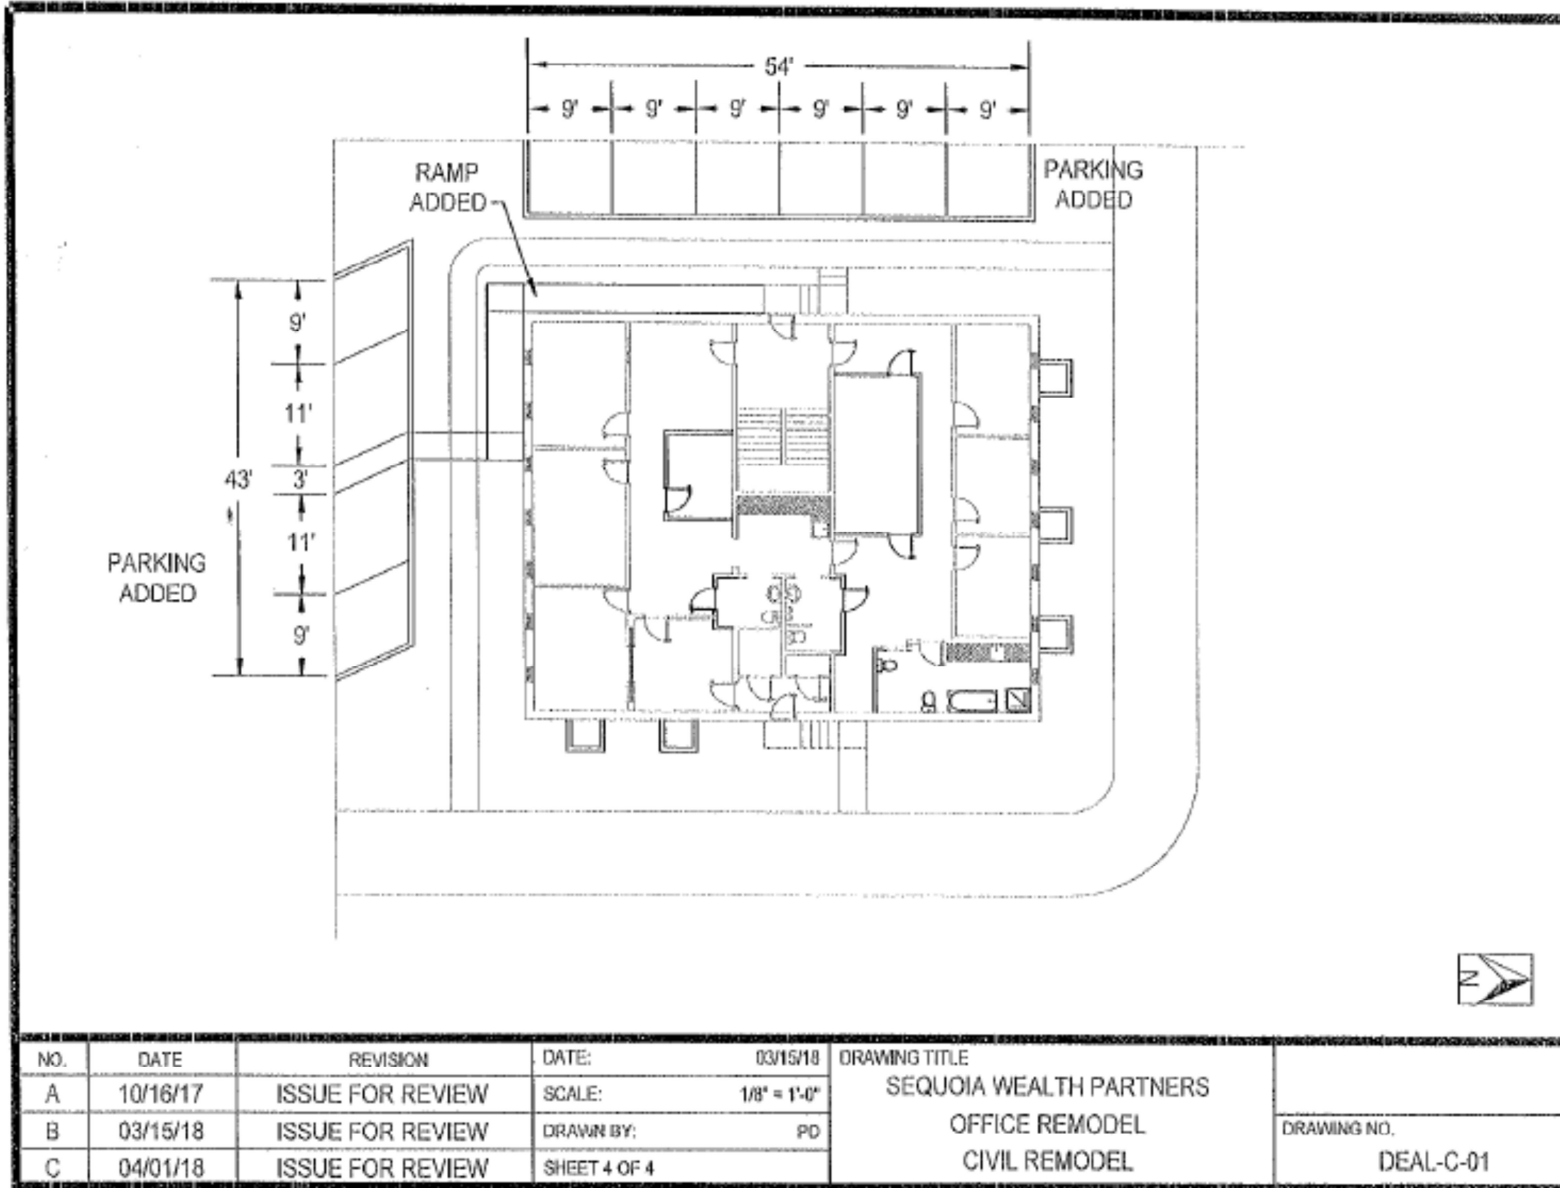 54'
9' 9' 9' 9' 9' 9'
RAMP
ADDED
PARKING
ADDED
9'
11'
43'
3'
11'
9'
PARKING
ADDED
N
NO. DATE REVISION
A 10/16/17 ISSUE FOR REVIEW
B 03/15/18 ISSUE FOR REVIEW
C 04/01/18 ISSUE FOR REVIEW
DATE: 03/15/18
SCALE: 1/8" = 1'-0"
DRAWN BY: PD
SHEET 4 OF 4
DRAWING TITLE
SEQUOIA WEALTH PARTNERS
OFFICE REMODEL
CIVIL REMODEL
DRAWING NO.
DEAL-C-01